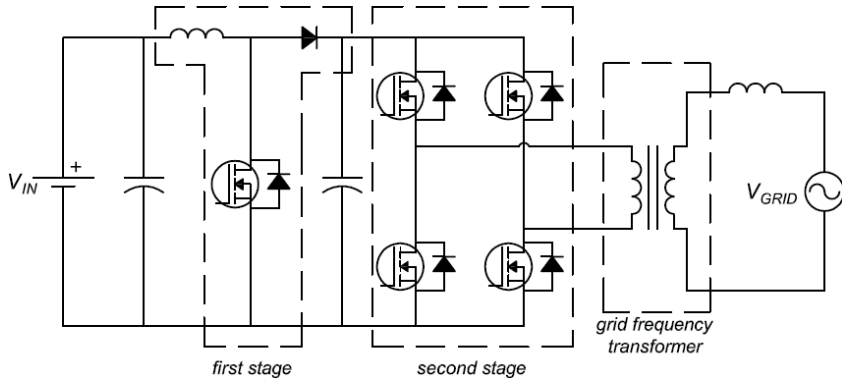 +
V_IN
V_GRID
grid frequency
transformer
first stage
second stage